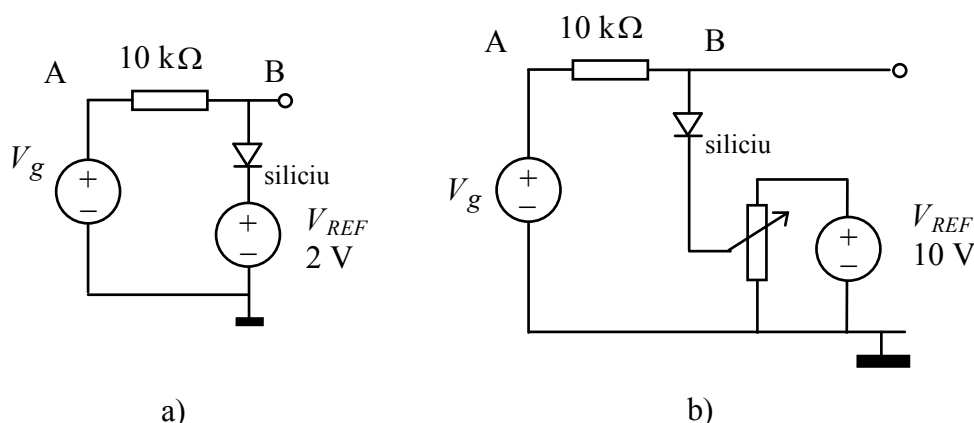 10 kΩ
A
B
V_g
+
−
siliciu
+
−
V_REF
2 V
a)
10 kΩ
A
B
siliciu
V_g
+
−
+
−
V_REF
10 V
b)